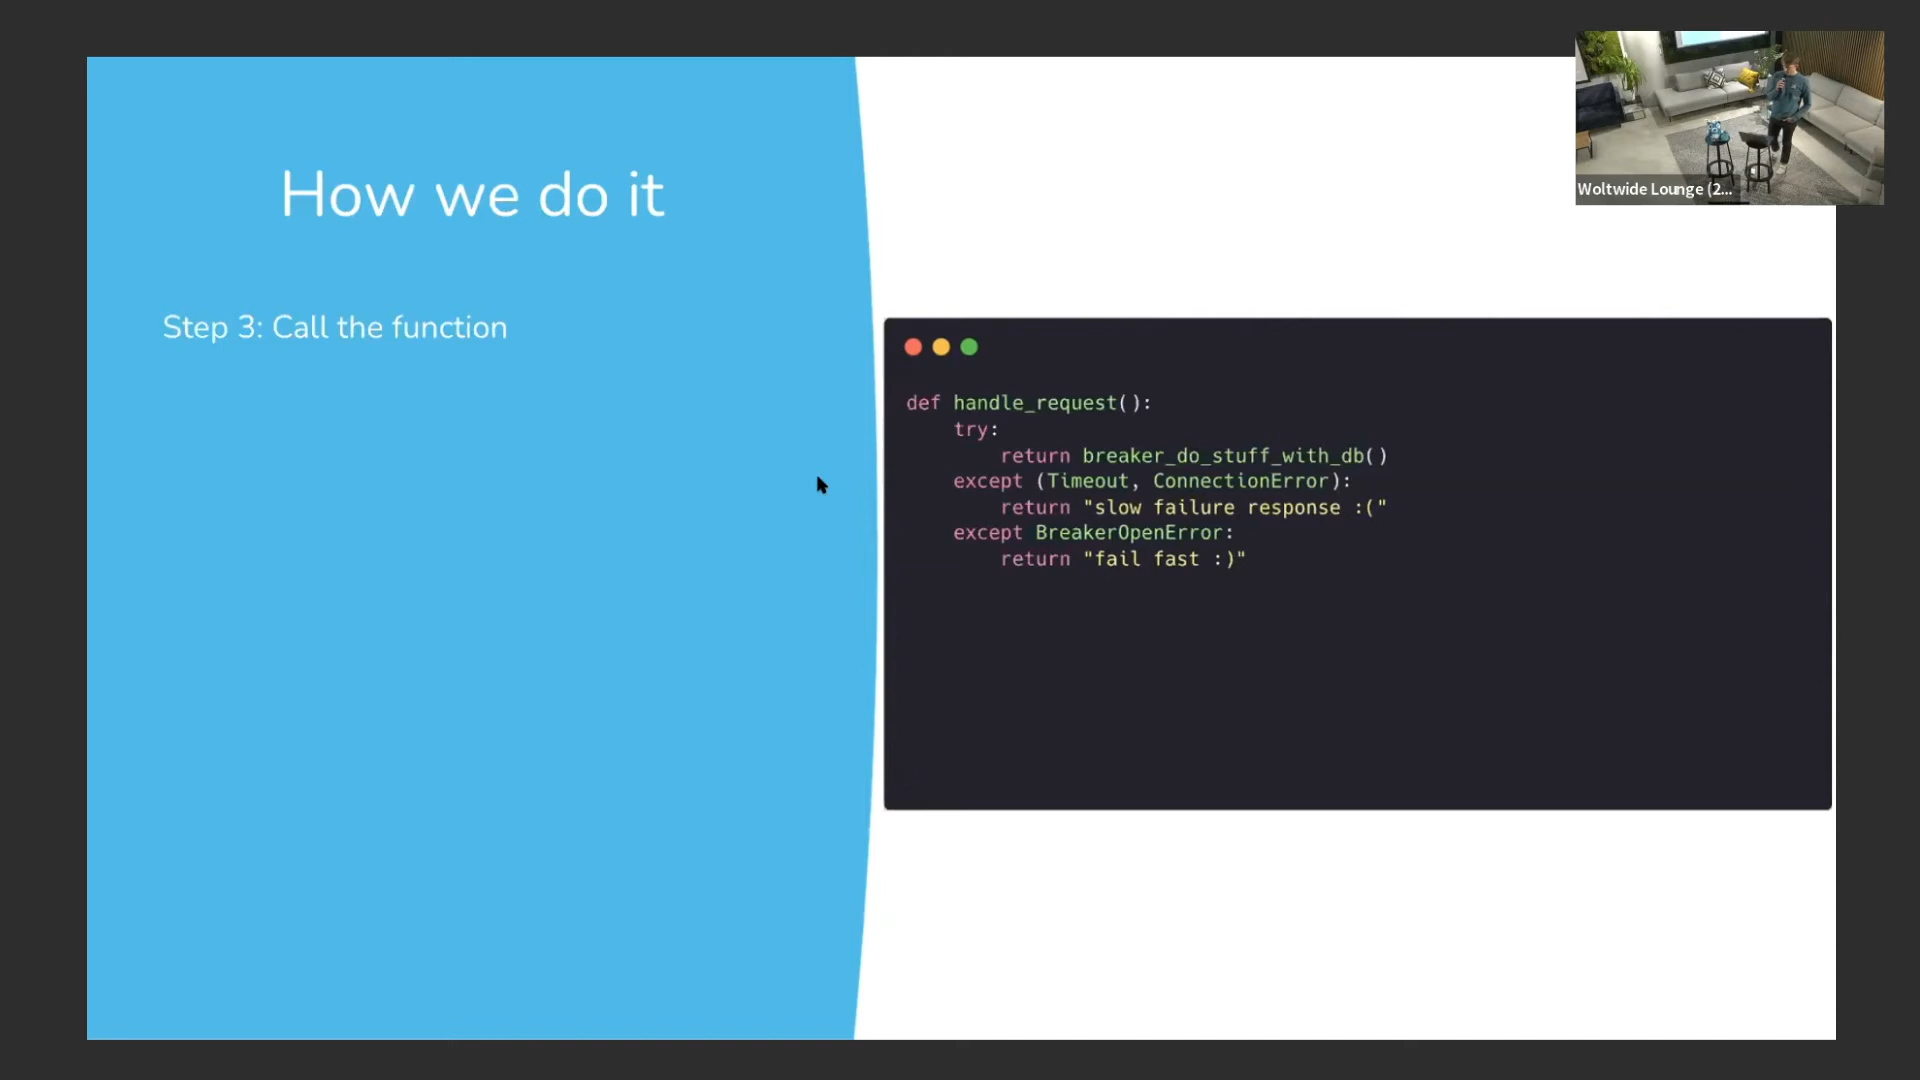 How we do it
Step 3: Call the function
def handle_request():
    try:
        return breaker_do_stuff_with_db()
    except (Timeout, ConnectionError):
        return "slow failure response :("
    except BreakerOpenError:
        return "fail fast :)"
Woltwide Lounge (2...